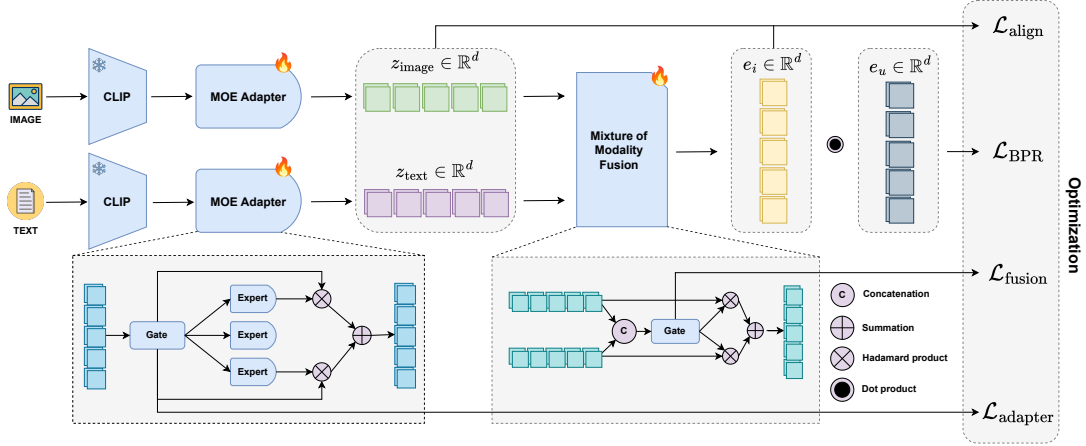 IMAGE
CLIP
MOE Adapter
z_image ∈ ℝ^d
TEXT
CLIP
MOE Adapter
z_text ∈ ℝ^d
Mixture of
Modality
Fusion
e_i ∈ ℝ^d
e_u ∈ ℝ^d
ℒ_align
ℒ_BPR
ℒ_fusion
ℒ_adapter
Optimization
Gate
Expert
Expert
Expert
C
Gate
C
Concatenation
Summation
Hadamard product
Dot product